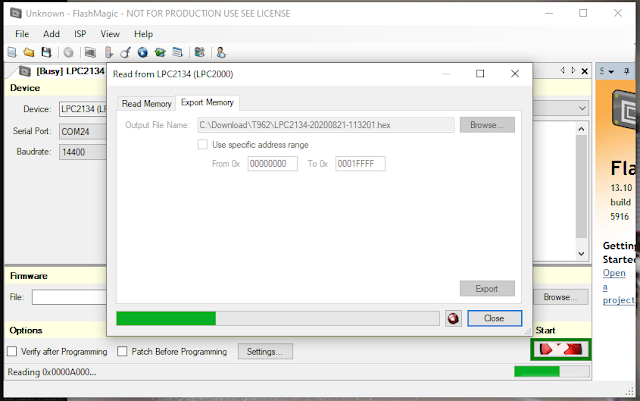 Unknown - FlashMagic - NOT FOR PRODUCTION USE SEE LICENSE
File Add ISP View Help
[Busy] LPC2134 (L
S
Device
Device: LPC2134 (LP
Serial Port: COM24
Baudrate: 14400
Read from LPC2134 (LPC2000)
Read Memory Export Memory
Output File Name: C:\Download\T962\LPC2134-20200821-113201.hex Browse...
Use specific address range
From 0x 00000000 To 0x 0001FFFF
Export
Close
Fla
13.10
build
5916
Getting
Started
Open
a
project
Firmware
File: Browse...
Options Start
Verify after Programming Patch Before Programming Settings...
Reading 0x0000A000...